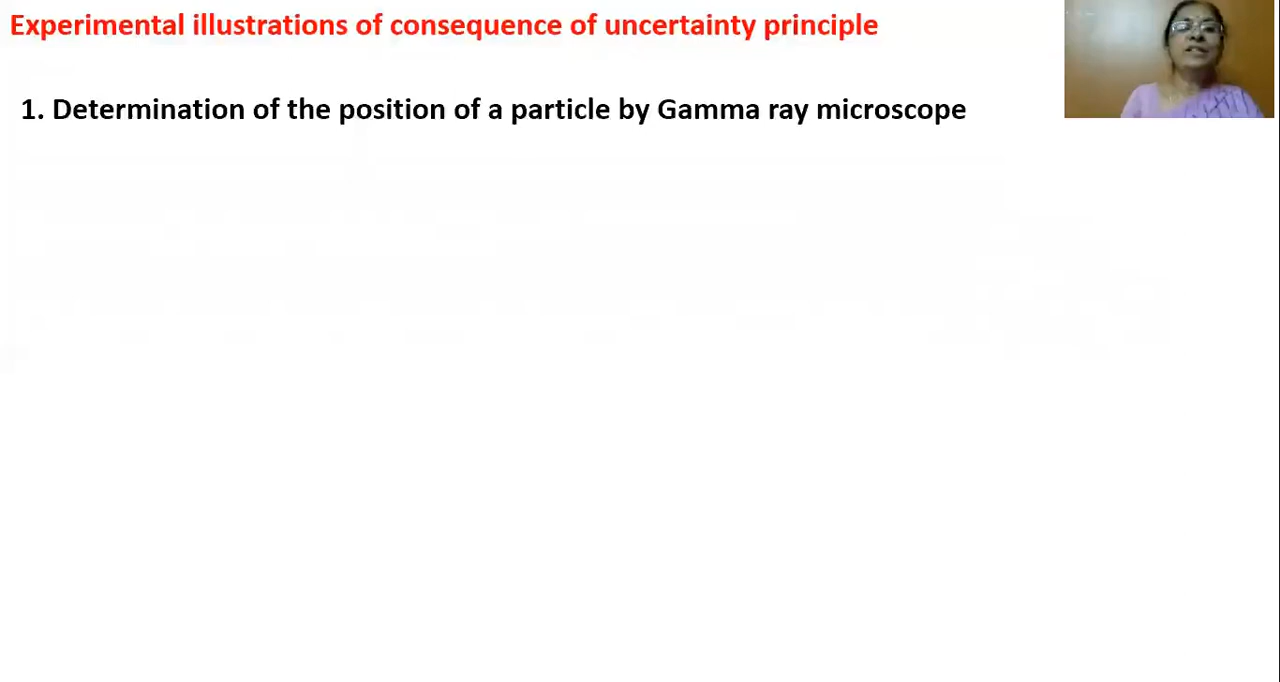 Experimental illustrations of consequence of uncertainty principle
1. Determination of the position of a particle by Gamma ray microscope